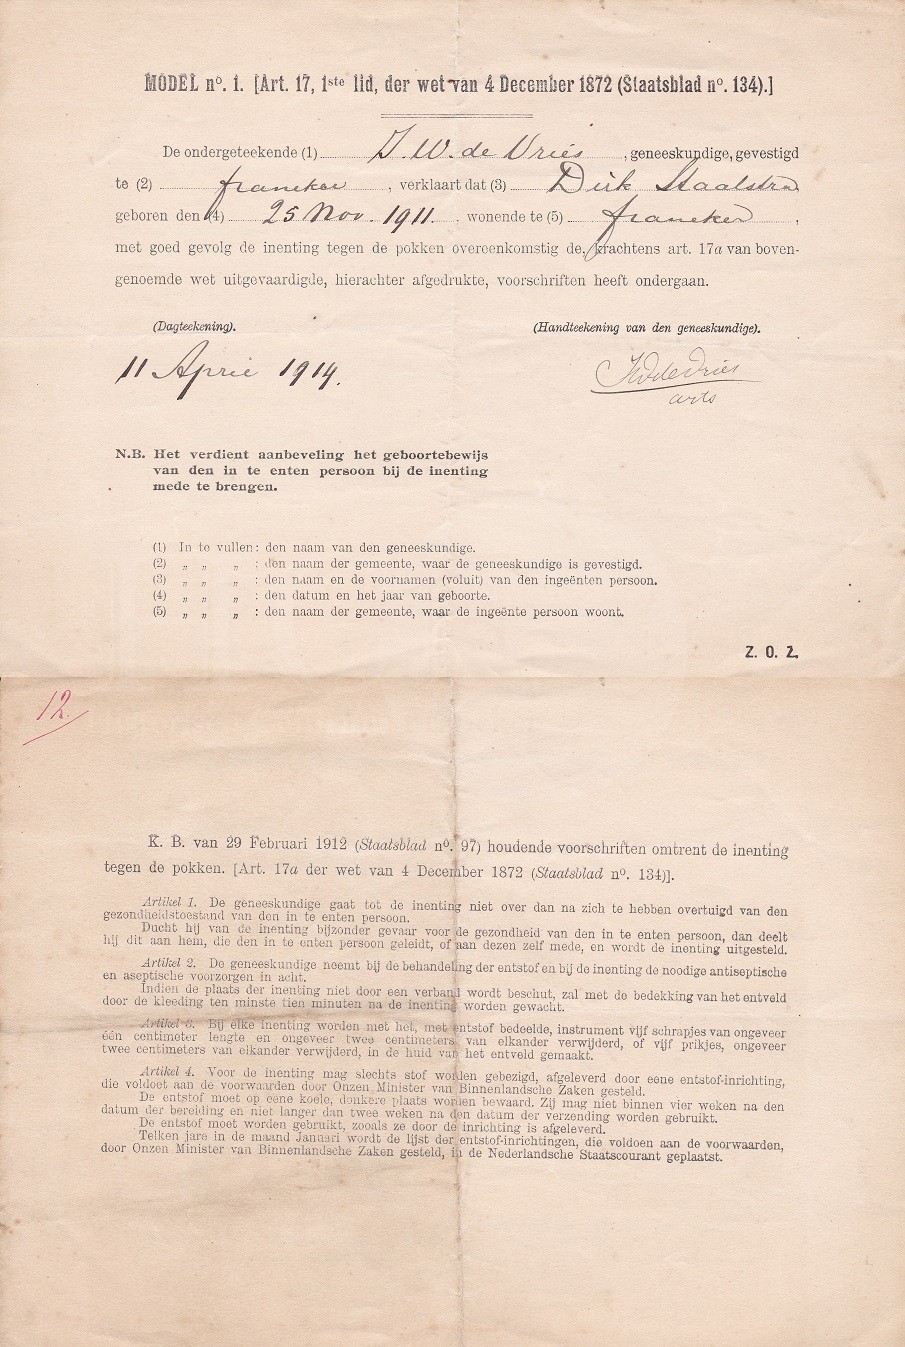 MODEL nº. 1. [Art. 17, 1ste lid, der wet van 4 December 1872 (Staatsblad nº. 134).]
De ondergeteekende (1) J. W. de Vries, geneeskundige, gevestigd
te (2) franeker, verklaart dat (3) Dirk Staalstra
geboren den (4) 25 Nov. 1911. wonende te (5) franeker,
met goed gevolg de inenting tegen de pokken overeenkomstig de, krachtens art. 17a van boven-
genoemde wet uitgevaardigde, hierachter afgedrukte, voorschriften heeft ondergaan.
(Dagteekening). (Handteekening van den geneeskundige).
11 April 1914. JWdeVries
arts
N.B. Het verdient aanbeveling het geboortebewijs
van den in te enten persoon bij de inenting
mede te brengen.
(1) In te vullen: den naam van den geneeskundige.
(2) „ „ „ : den naam der gemeente, waar de geneeskundige is gevestigd.
(3) „ „ „ : den naam en de voornamen (voluit) van den ingeënten persoon.
(4) „ „ „ : den datum en het jaar van geboorte.
(5) „ „ „ : den naam der gemeente, waar de ingeënte persoon woont.
Z. O. Z.
12.
K. B. van 29 Februari 1912 (Staatsblad nº. 97) houdende voorschriften omtrent de inenting
tegen de pokken. [Art. 17a der wet van 4 December 1872 (Staatsblad nº. 134)].
Artikel 1. De geneeskundige gaat tot de inenting niet over dan na zich te hebben overtuigd van den
gezondheidstoestand van den in te enten persoon.
Ducht hij van de inenting bijzonder gevaar voor de gezondheid van den in te enten persoon, dan deelt
hij dit aan hem, die den in te enten persoon geleidt, of aan dezen zelf mede, en wordt de inenting uitgesteld.
Artikel 2. De geneeskundige neemt bij de behandeling der entstof en bij de inenting de noodige antiseptische
en aseptische voorzorgen in acht.
Indien de plaats der inenting niet door een verband wordt beschut, zal met de bedekking van het entveld
door de kleeding ten minste tien minuten na de inenting worden gewacht.
Artikel 3. Bij elke inenting worden met het, met entstof bedeelde, instrument vijf schrapjes van ongeveer
één centimeter lengte en ongeveer twee centimeters van elkander verwijderd, of vijf prikjes, ongeveer
twee centimeters van elkander verwijderd, in de huid van het entveld gemaakt.
Artikel 4. Voor de inenting mag slechts stof worden gebezigd, afgeleverd door eene entstof-inrichting,
die voldoet aan de voorwaarden door Onzen Minister van Binnenlandsche Zaken gesteld.
De entstof moet op eene koele, donkere plaats worden bewaard. Zij mag niet binnen vier weken na den
datum der bereiding en niet langer dan twee weken na den datum der verzending worden gebruikt.
De entstof moet worden gebruikt, zooals ze door de inrichting is afgeleverd.
Telken jare in de maand Januari wordt de lijst der entstof-inrichtingen, die voldoen aan de voorwaarden,
door Onzen Minister van Binnenlandsche Zaken gesteld, in de Nederlandsche Staatscourant geplaatst.